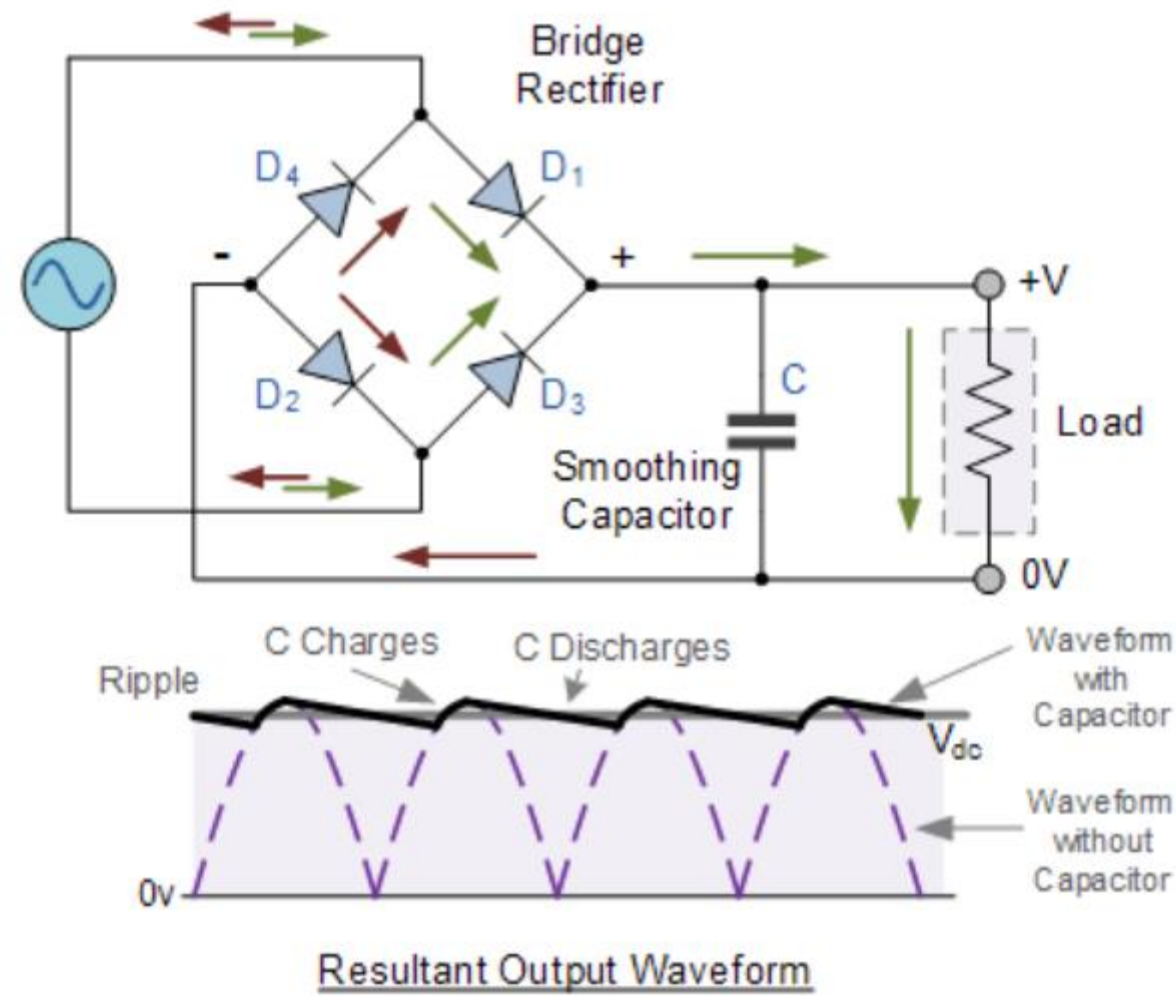 Bridge
Rectifier
D4
D1
-
+
+V
D2
D3
C
Load
Smoothing
Capacitor
0V
C Charges
C Discharges
Waveform
with
Capacitor
Ripple
Vdc
Waveform
without
Capacitor
0v
Resultant Output Waveform